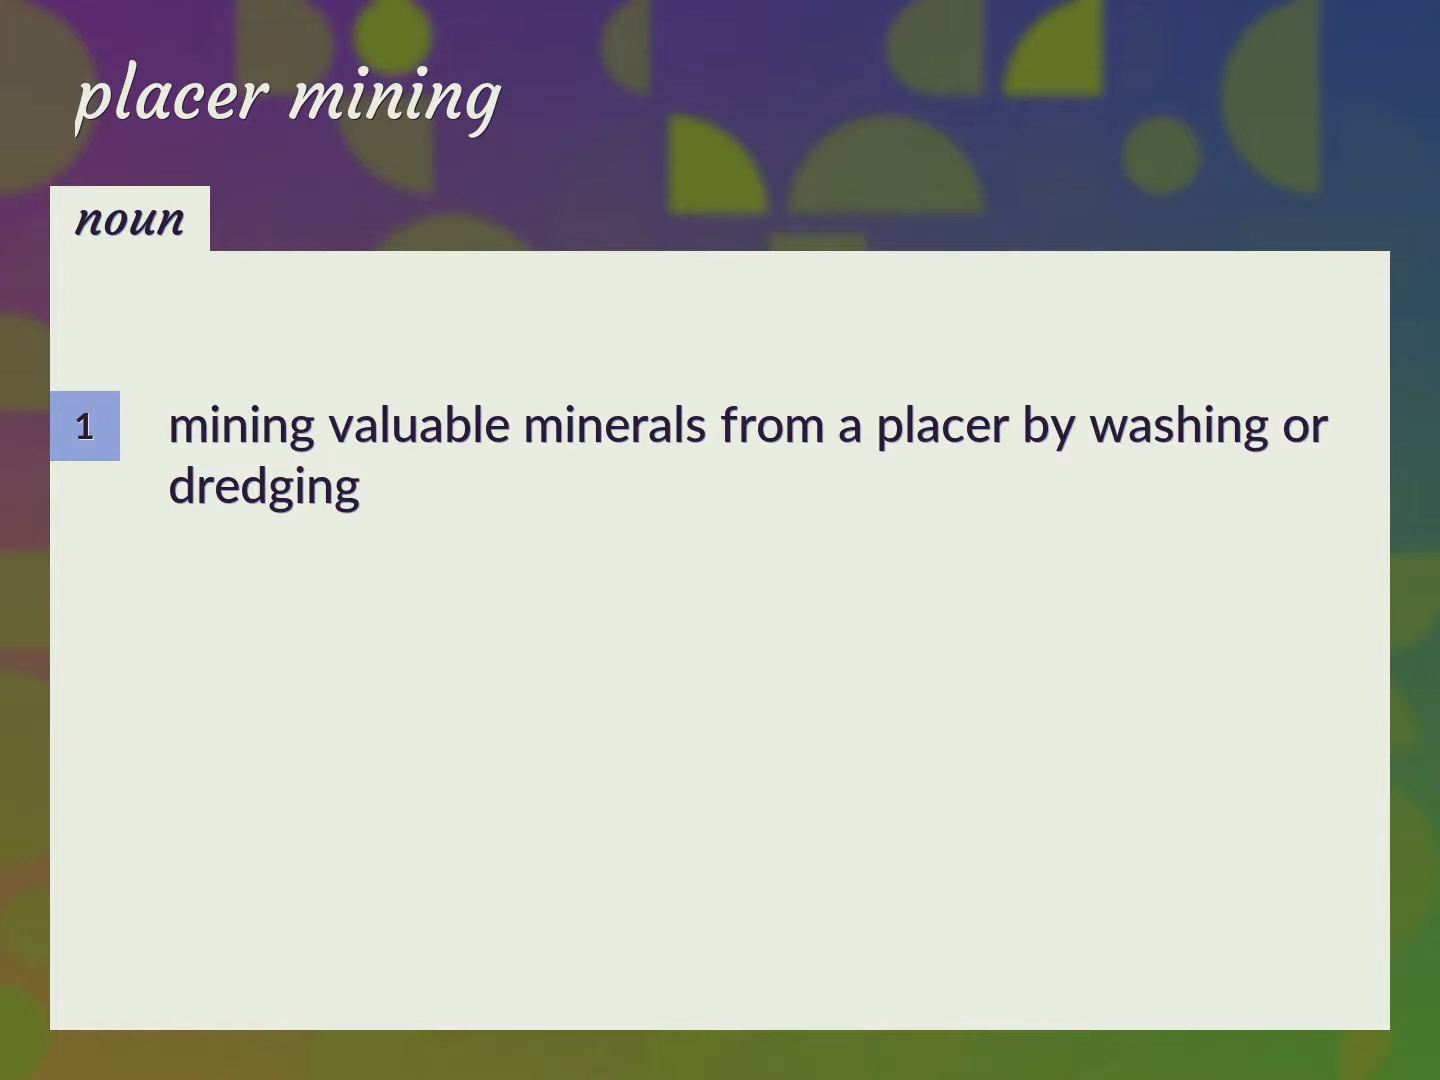 placer mining
noun
1
mining valuable minerals from a placer by washing or
dredging